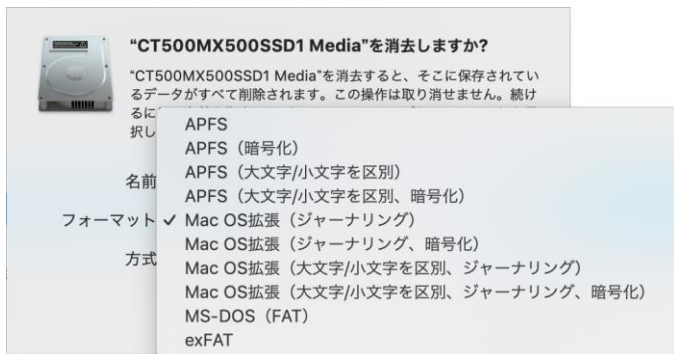 “CT500MX500SSD1 Media”を消去しますか?
“CT500MX500SSD1 Media”を消去すると、そこに保存されてい
るデータがすべて削除されます。この操作は取り消せません。続け
るに
択し
名前
フォーマット
方式
APFS
APFS(暗号化)
APFS(大文字/小文字を区別)
APFS(大文字/小文字を区別、暗号化)
✓ Mac OS拡張(ジャーナリング)
Mac OS拡張(ジャーナリング、暗号化)
Mac OS拡張(大文字/小文字を区別、ジャーナリング)
Mac OS拡張(大文字/小文字を区別、ジャーナリング、暗号化)
MS-DOS(FAT)
exFAT